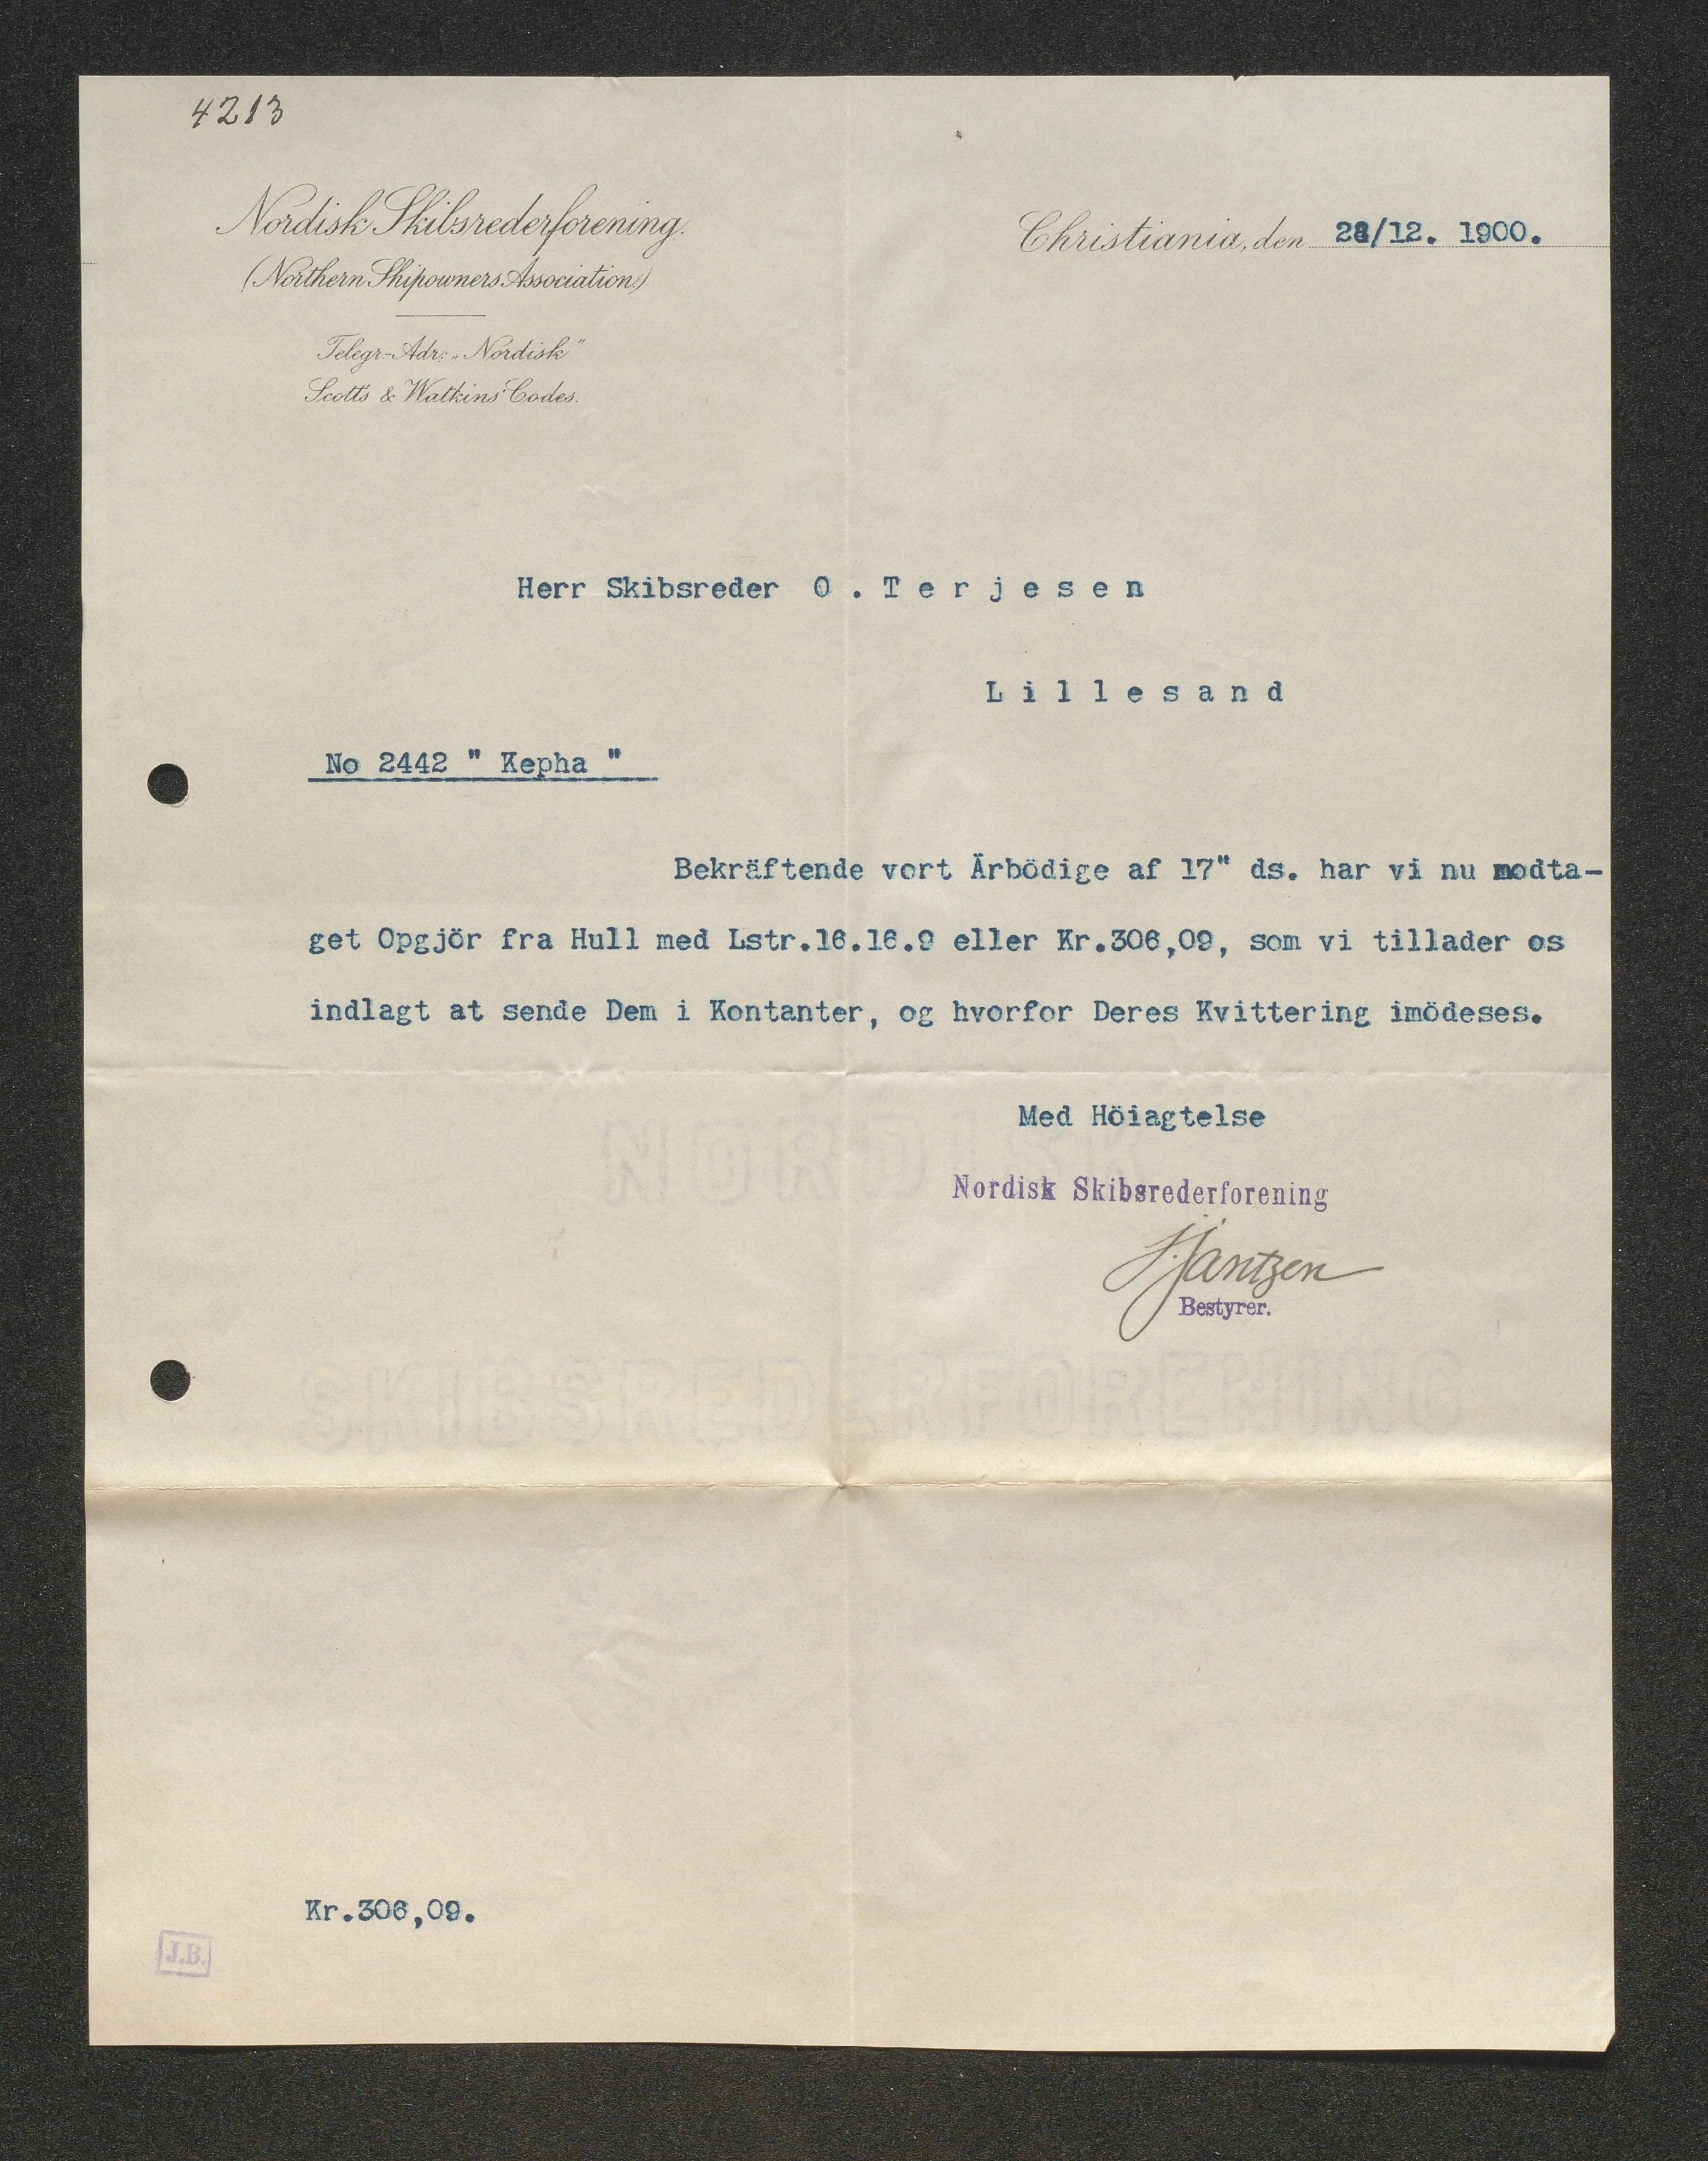 4213
Nordisk Skibsrederforening.
(Northern Shipowners Association.)
Telegr.-Adr.: „Nordisk"
Scott's & Watkins' Codes.
Christiania, den /12. 1900.
Herr Skibsreder O . T e r j e s e n
L i l l e s a n d
No 2442 " Kepha "
Bekräftende vort Ärbödige af 17" ds. har vi nu modta-
get Opgjör fra Hull med Lstr.16.16.9 eller Kr.306,09, som vi tillader os
indlagt at sende Dem i Kontanter, og hvorfor Deres Kvittering imödeses.
Med Höiagtelse
NORDISK
Nordisk Skibsrederforening
Jantzen
Bestyrer.
SKIBSREDERFORENING
Kr.306,09.
J.B.